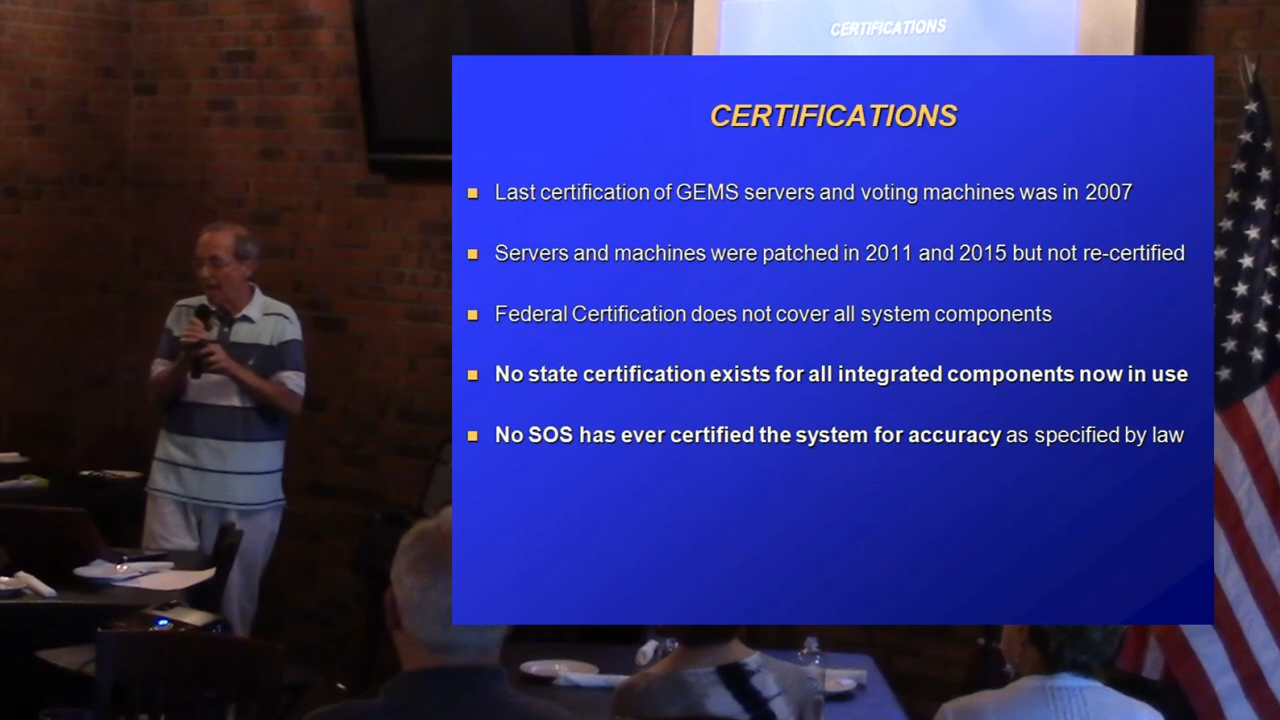 CERTIFICATIONS
CERTIFICATIONS
Last certification of GEMS servers and voting machines was in 2007
Servers and machines were patched in 2011 and 2015 but not re-certified
Federal Certification does not cover all system components
No state certification exists for all integrated components now in use
No SOS has ever certified the system for accuracy as specified by law